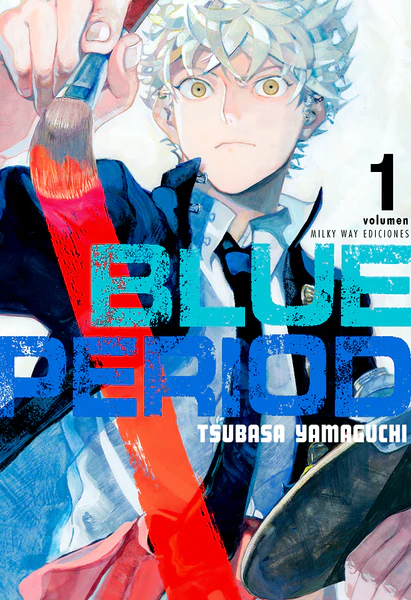 1
volumen
MILKY WAY EDICIONES
BLUE
PERIOD
TSUBASA YAMAGUCHI